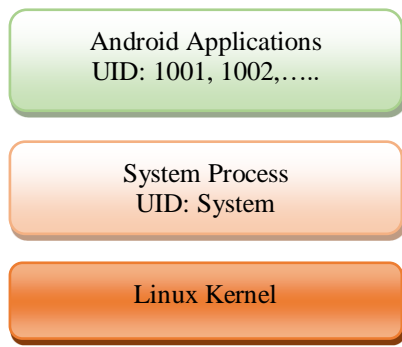 Android Applications
UID: 1001, 1002,…..
System Process
UID: System
Linux Kernel